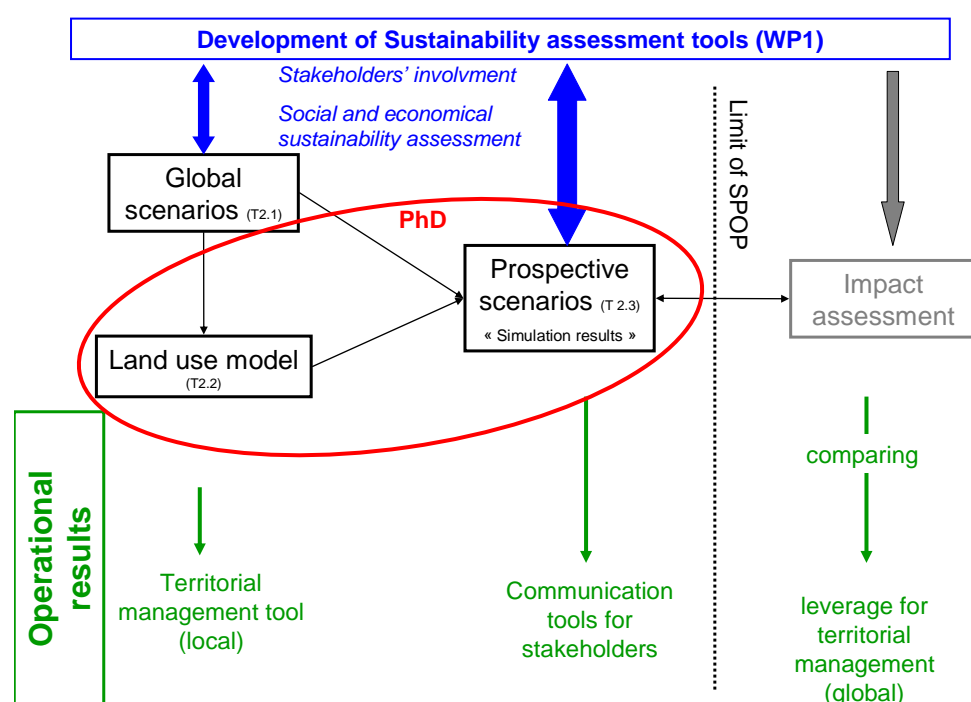 Development of Sustainability assessment tools (WP1)
Stakeholders' involvment
Social and economical
sustainability assessment
Limit of SPOP
Global
scenarios (T2.1)
PhD
Prospective
scenarios (T 2.3)
« Simulation results »
Impact
assessment
Land use model
(T2.2)
Operational
results
comparing
Territorial
management tool
(local)
Communication
tools for
stakeholders
leverage for
territorial
management
(global)